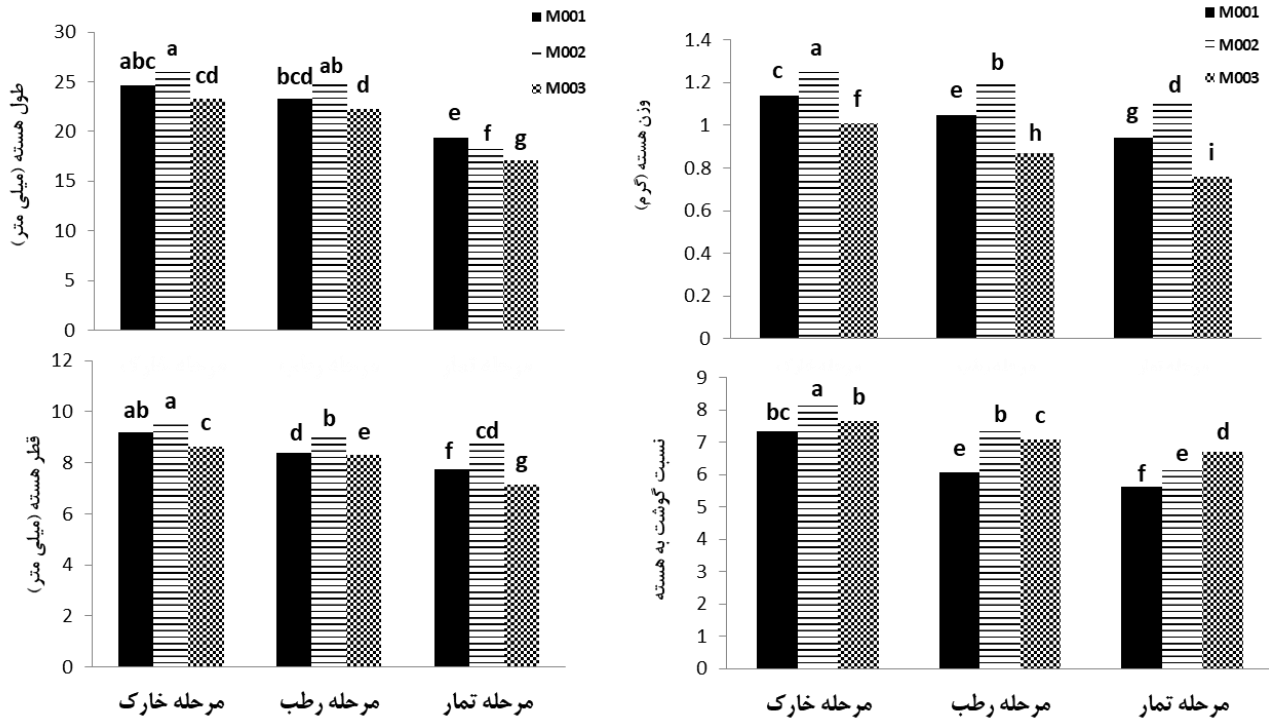 M001
M002
M003
30
25
20
15
10
5
0
طول هسته (میلی متر)
abc a cd bcd ab d e f g
M001
M002
M003
1.4
1.2
1
0.8
0.6
0.4
0.2
0
وزن هسته (گرم)
c a f e b h g d i
12
10
8
6
4
2
0
قطر هسته (میلی متر)
ab a c d b e f cd g
مرحله خارک مرحله رطب مرحله تمار
9
8
7
6
5
4
3
2
1
0
نسبت گوشت به هسته
bc a b e b c f e d
مرحله خارک مرحله رطب مرحله تمار